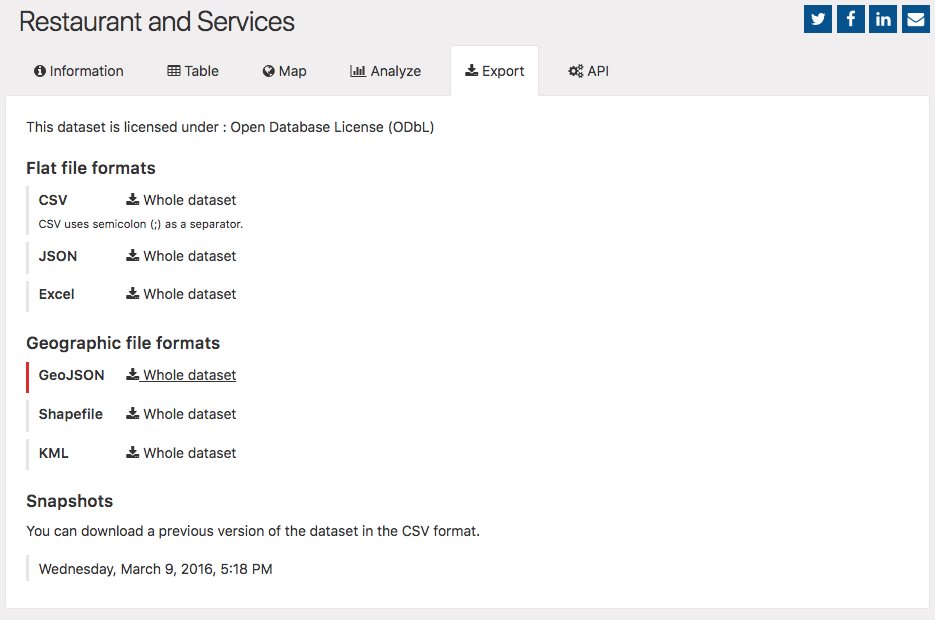 Restaurant and Services
Information Table Map Analyze Export API
This dataset is licensed under : Open Database License (ODbL)
Flat file formats
CSV Whole dataset
CSV uses semicolon (;) as a separator.
JSON Whole dataset
Excel Whole dataset
Geographic file formats
GeoJSON Whole dataset
Shapefile Whole dataset
KML Whole dataset
Snapshots
You can download a previous version of the dataset in the CSV format.
Wednesday, March 9, 2016, 5:18 PM